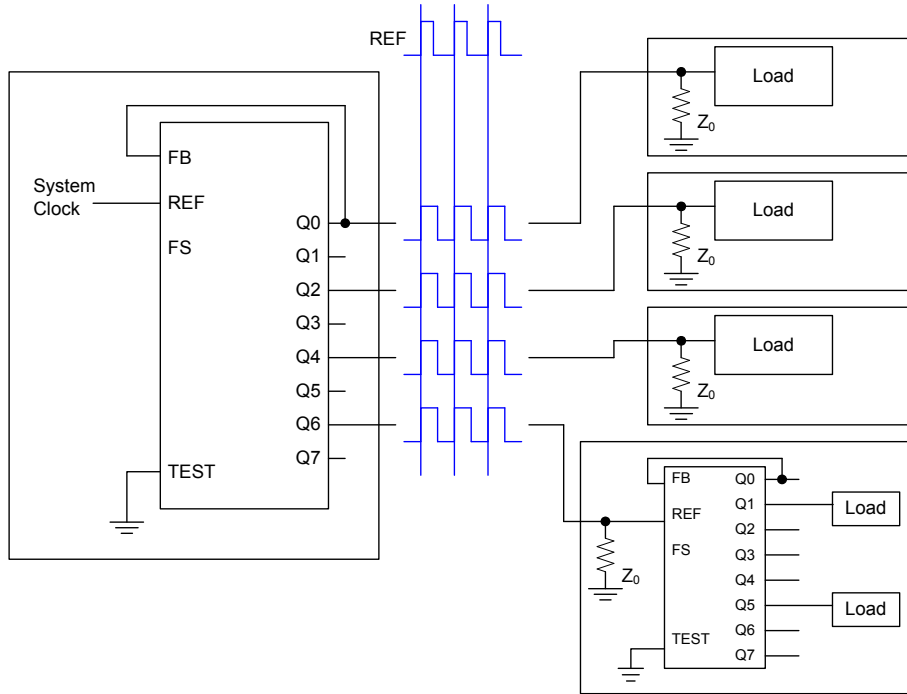 REF
System
Clock
FB
REF
FS
TEST
Q0
Q1
Q2
Q3
Q4
Q5
Q6
Q7
Load
Z₀
Load
Z₀
Load
Z₀
Z₀
FB
REF
FS
TEST
Q0
Q1
Q2
Q3
Q4
Q5
Q6
Q7
Load
Load